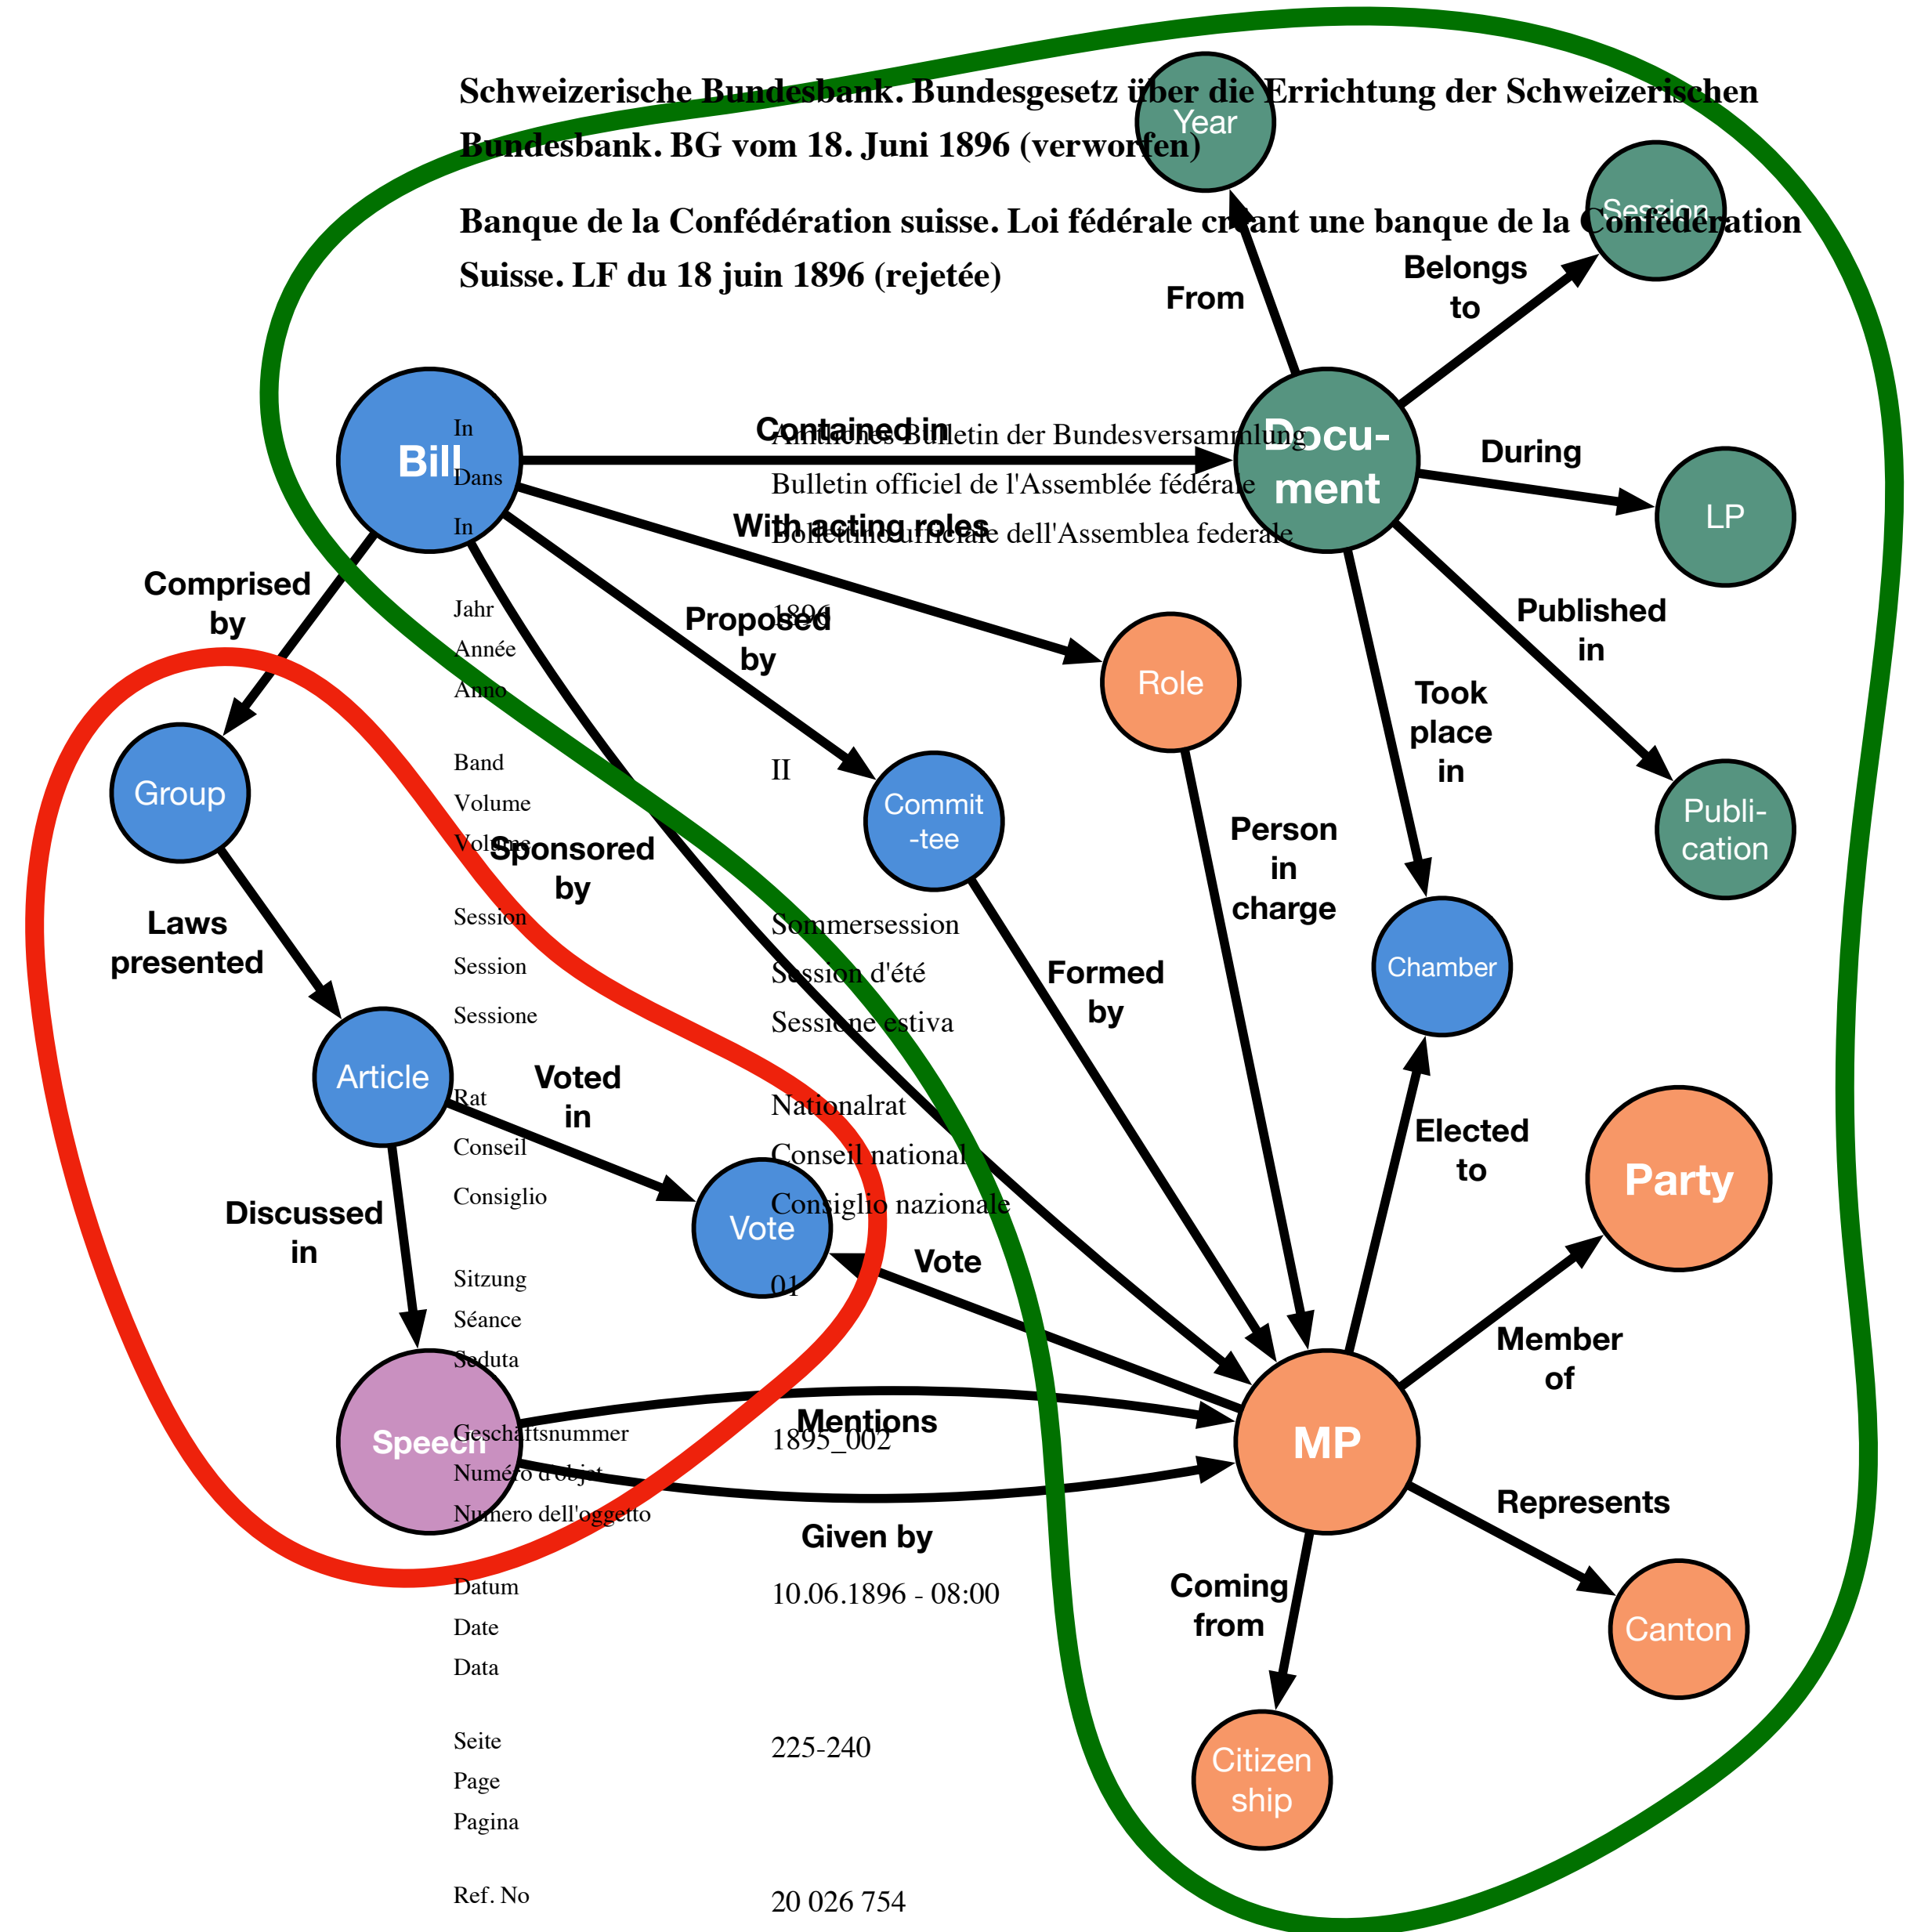 Schweizerische Bundesbank. Bundesgesetz über die Errichtung der Schweizerischen
Bundesbank. BG vom 18. Juni 1896 (verworfen)
Year
Banque de la Confédération suisse. Loi fédérale créant une banque de la Confédération
Suisse. LF du 18 juin 1896 (rejetée)
Session
From
Belongs
to
Bill
Docu-
ment
Contained in
In
Amtliches Bulletin der Bundesversammlung
Dans
Bulletin officiel de l'Assemblée fédérale
In
Bollettino ufficiale dell'Assemblea federale
With acting roles
During
LP
Comprised
by
Jahr
1896
Année
Anno
Proposed
by
Role
Published
in
Took
place
in
Band
II
Volume
Volume
Group
Commit
-tee
Publi-
cation
Sponsored
by
Person
in
charge
Laws
presented
Session
Sommersession
Session
Session d'été
Sessione
Sessione estiva
Formed
by
Chamber
Article
Voted
in
Rat
Nationalrat
Conseil
Conseil national
Consiglio
Consiglio nazionale
Elected
to
Party
Discussed
in
Vote
Vote
Sitzung
01
Séance
Seduta
Member
of
Mentions
Speech
MP
Geschäftsnummer
1895_002
Numéro d'objet
Numero dell'oggetto
Given by
Represents
Datum
10.06.1896 - 08:00
Date
Data
Coming
from
Canton
Seite
225-240
Page
Pagina
Citizen
ship
Ref. No
20 026 754